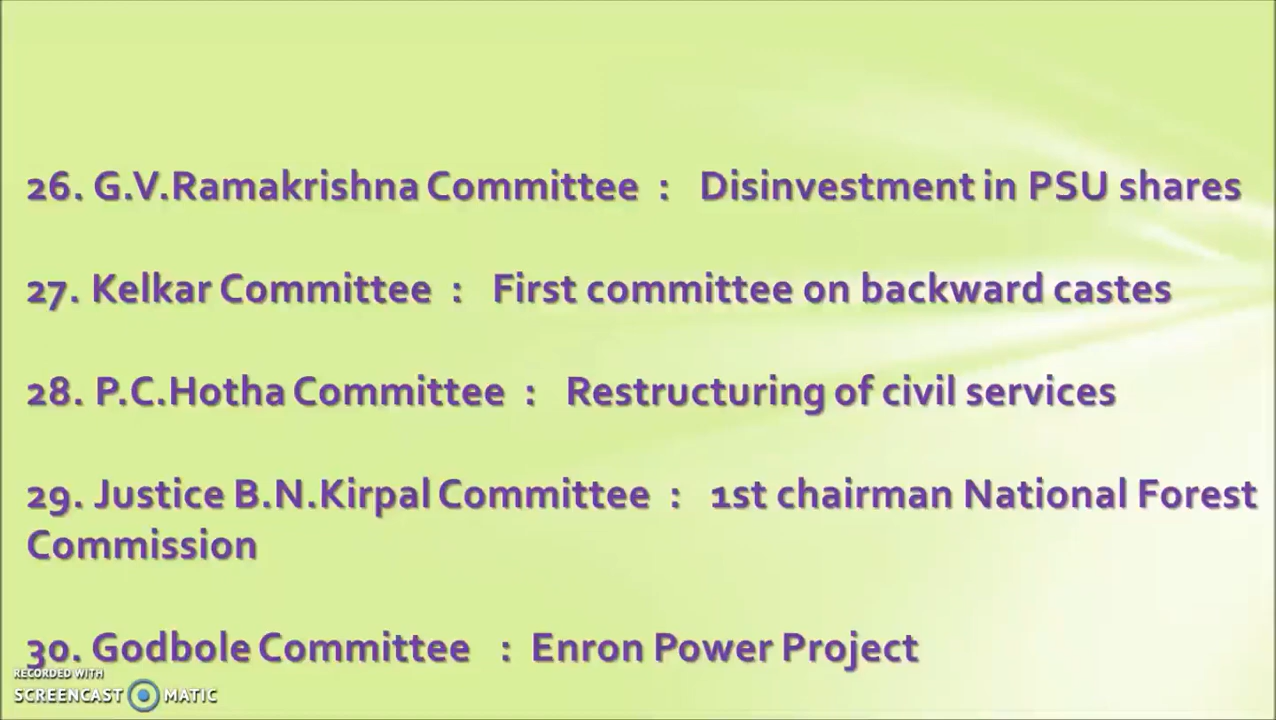 26. G.V.Ramakrishna Committee : Disinvestment in PSU shares
27. Kelkar Committee : First committee on backward castes
28. P.C.Hotha Committee : Restructuring of civil services
29. Justice B.N.Kirpal Committee : 1st chairman National Forest
Commission
30. Godbole Committee : Enron Power Project
RECORDED WITH
SCREENCAST MATIC